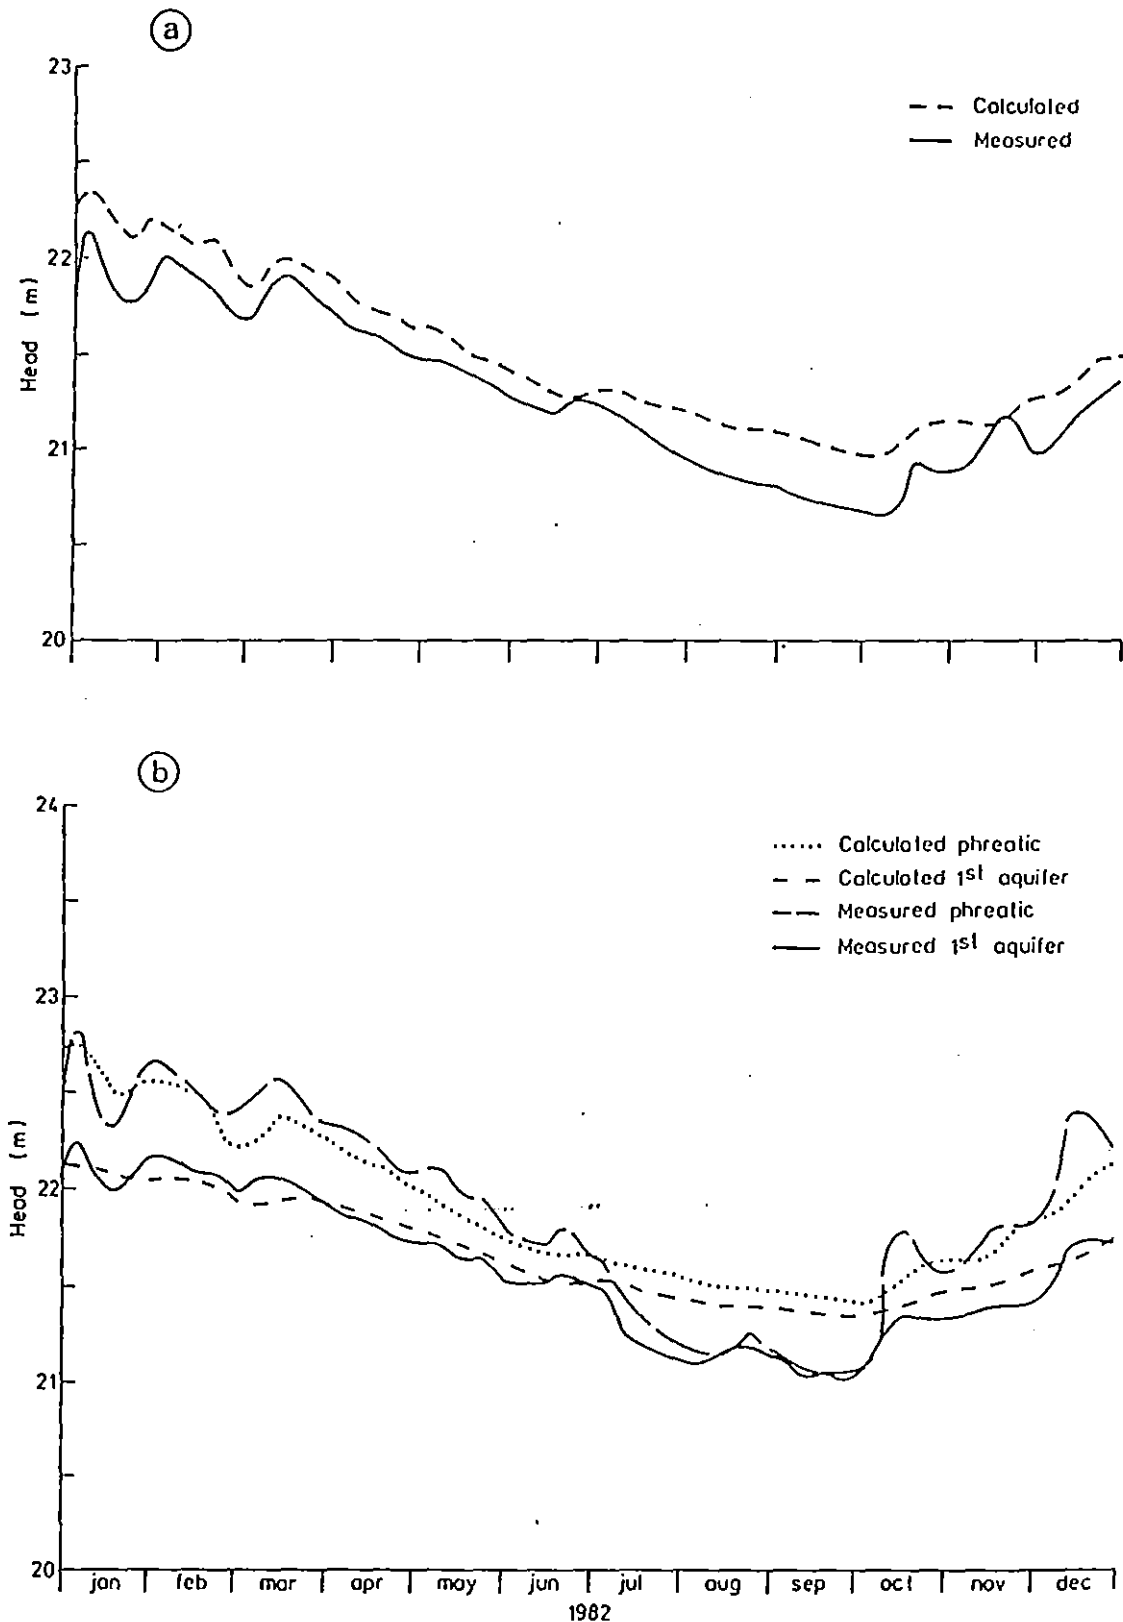 a
23
Calculated
Measured
22
Head (m)
21
20
b
24
Calculated phreatic
Calculated 1st aquifer
Measured phreatic
Measured 1st aquifer
23
Head (m)
22
21
20
jan feb mar apr may jun jul aug sep oct nov dec
1982